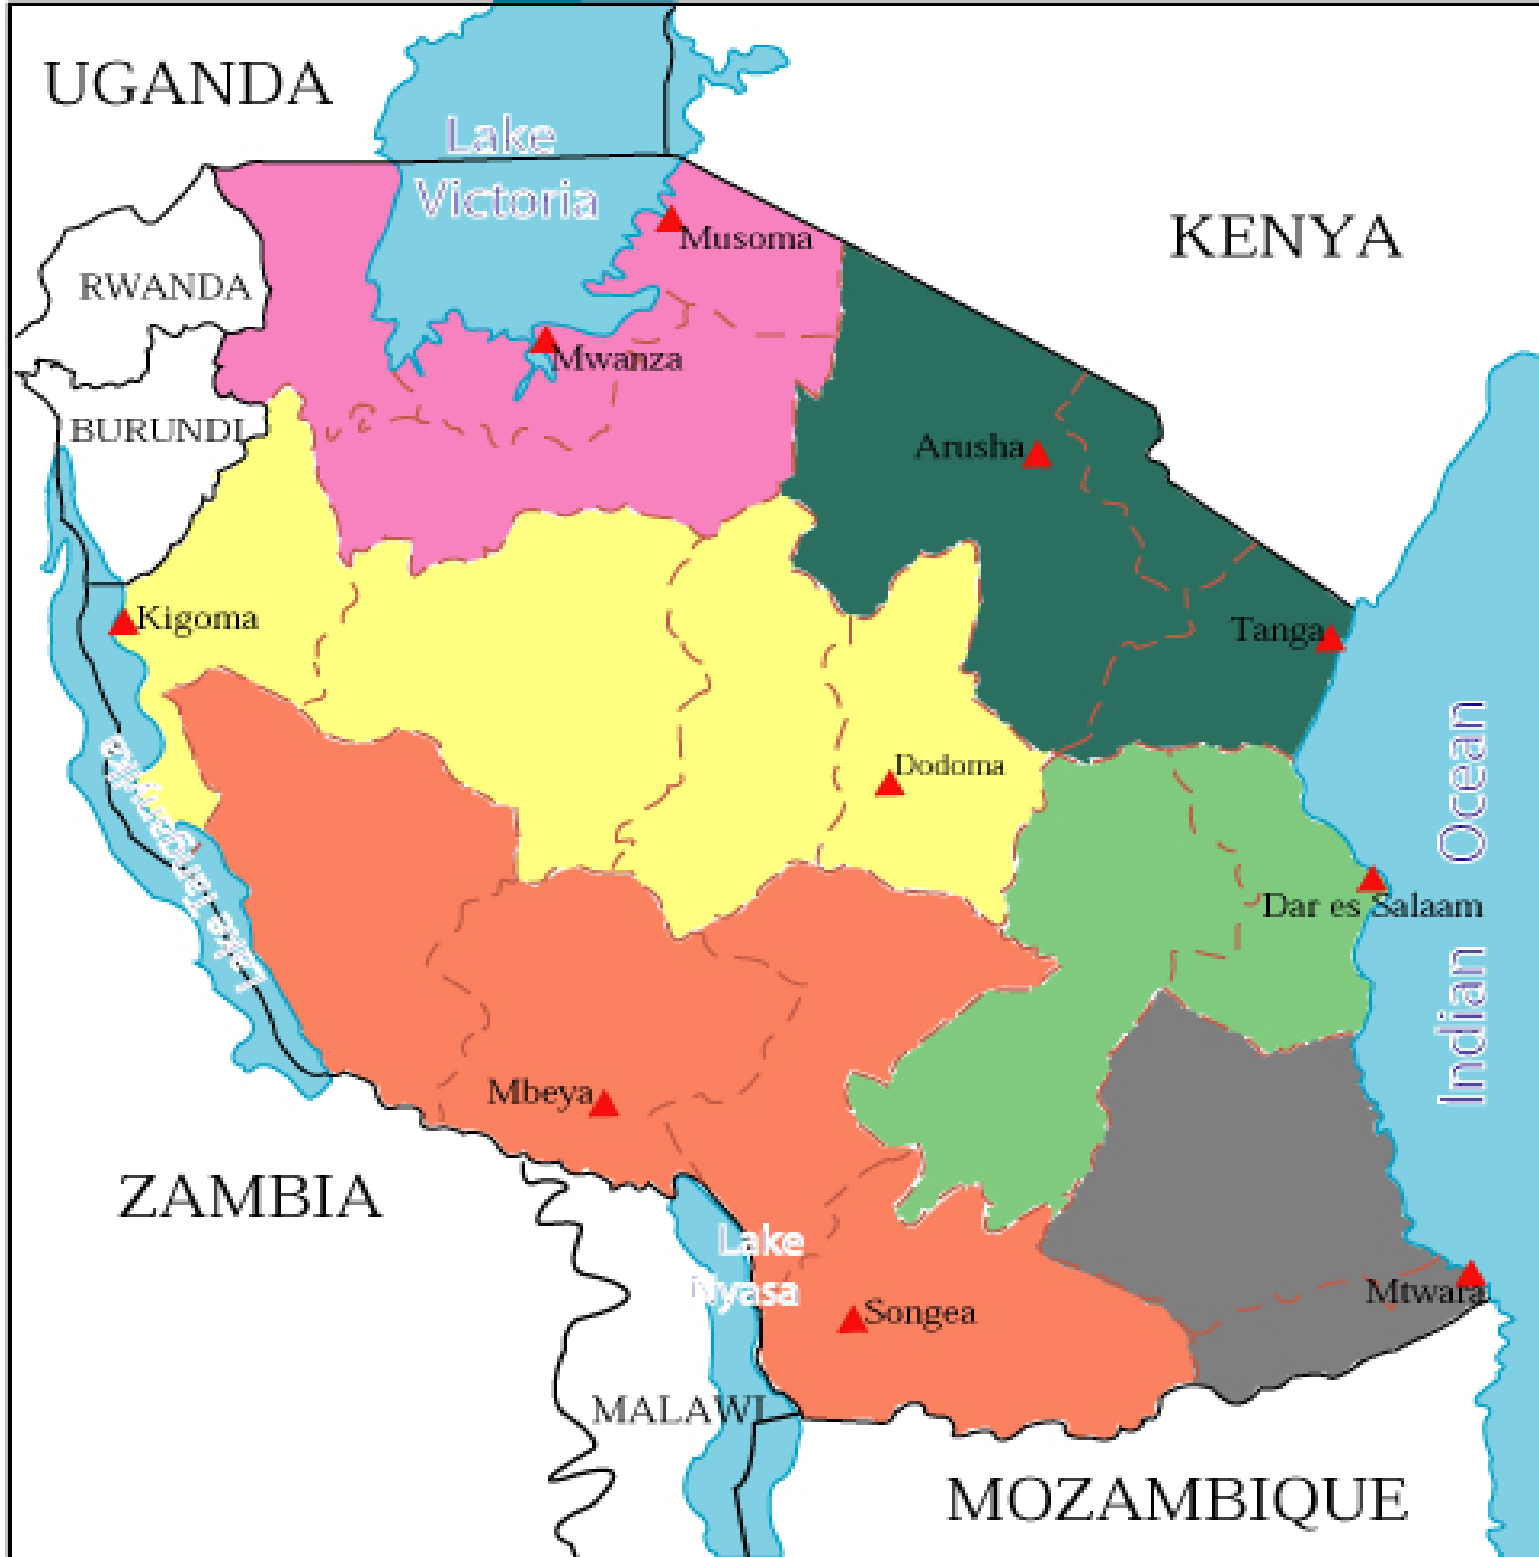 UGANDA
Lake
Victoria
KENYA
Musoma
RWANDA
Mwanza
BURUNDI
Arusha
Kigoma
Tanga
Dodoma
Lake Tanganyika
Indian Ocean
Dar es Salaam
Mbeya
ZAMBIA
Lake
Nyasa
Mtwara
Songea
MALAWI
MOZAMBIQUE